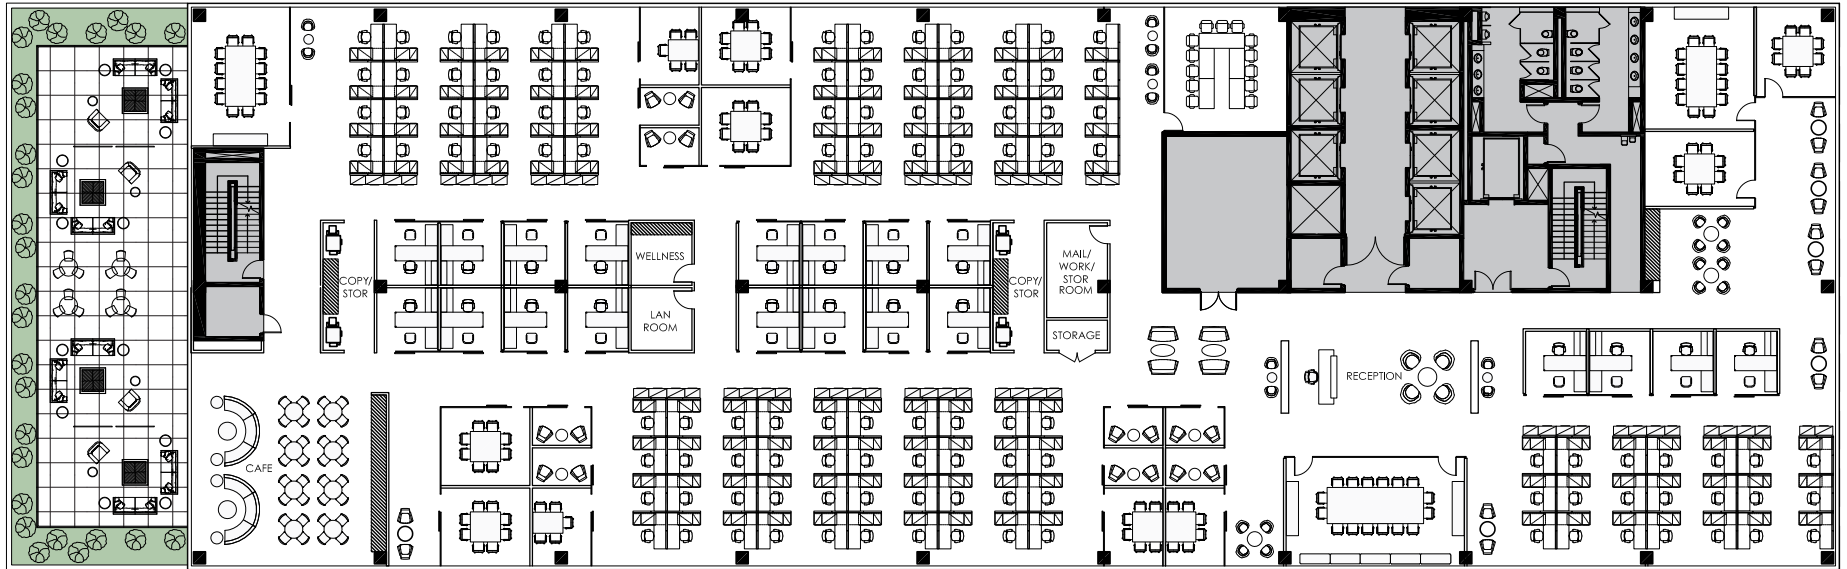 WELLNESS
LAN
ROOM
COPY/
STOR
COPY/
STOR
MAIL/
WORK/
STOR
ROOM
STORAGE
RECEPTION
CAFE